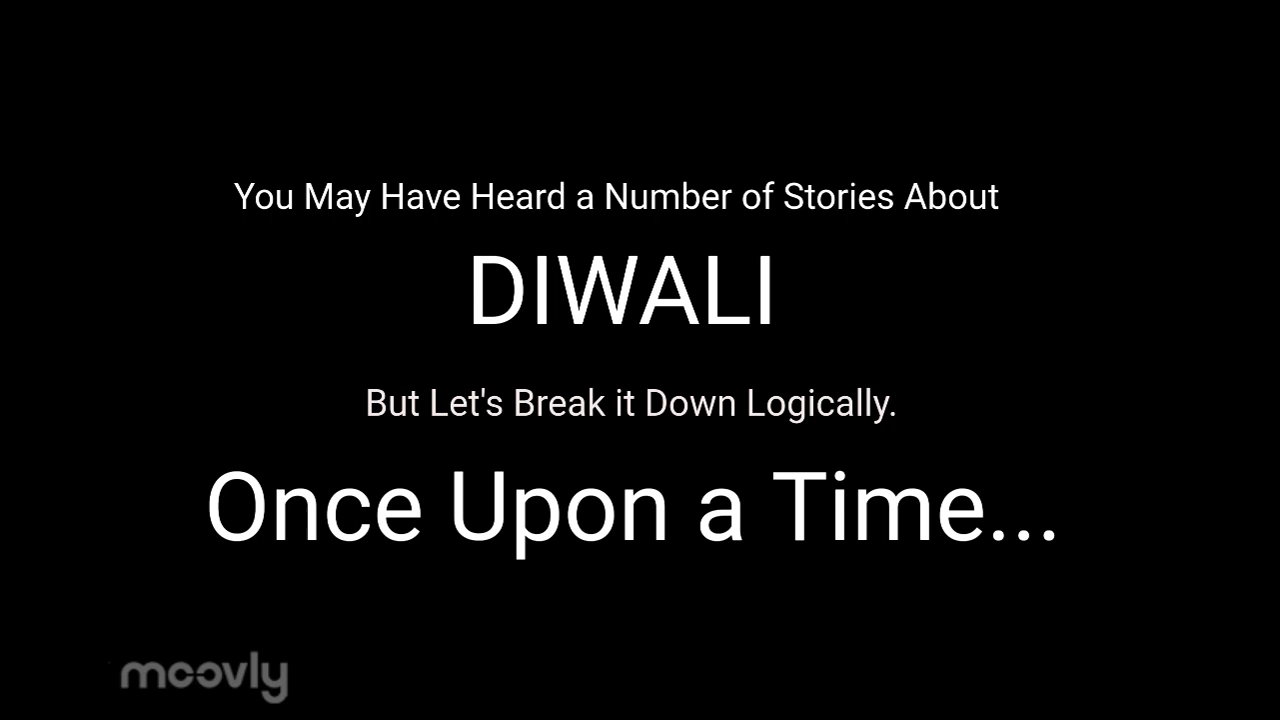 You May Have Heard a Number of Stories About
DIWALI
But Let's Break it Down Logically.
Once Upon a Time...
moovly